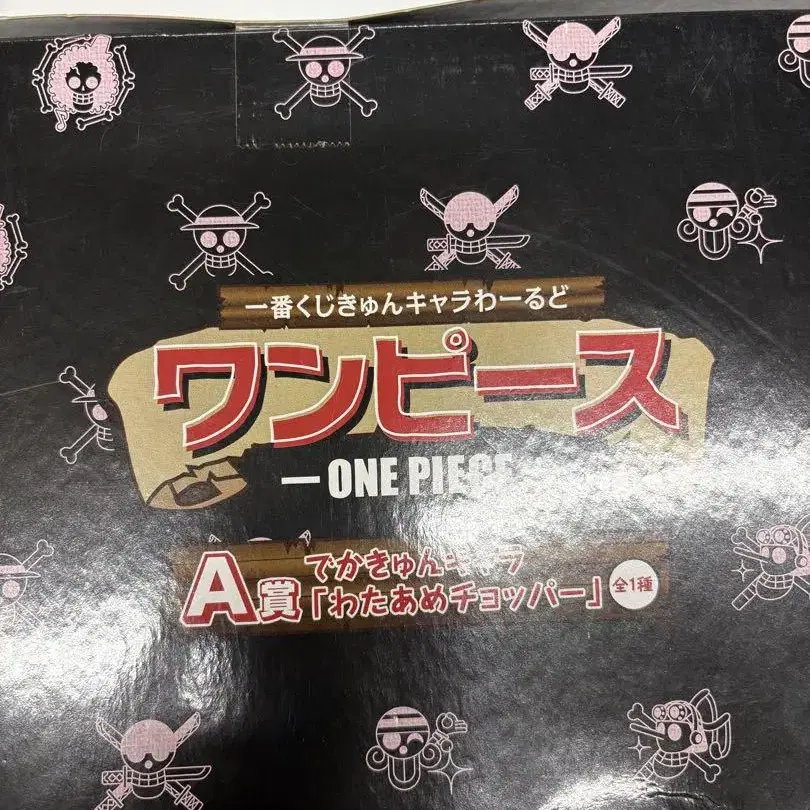 一番くじきゅんキャラわーるど
ワンピース
— ONE PIECE
A賞 でかきゅんキャラ
「わたあめチョッパー」 全1種